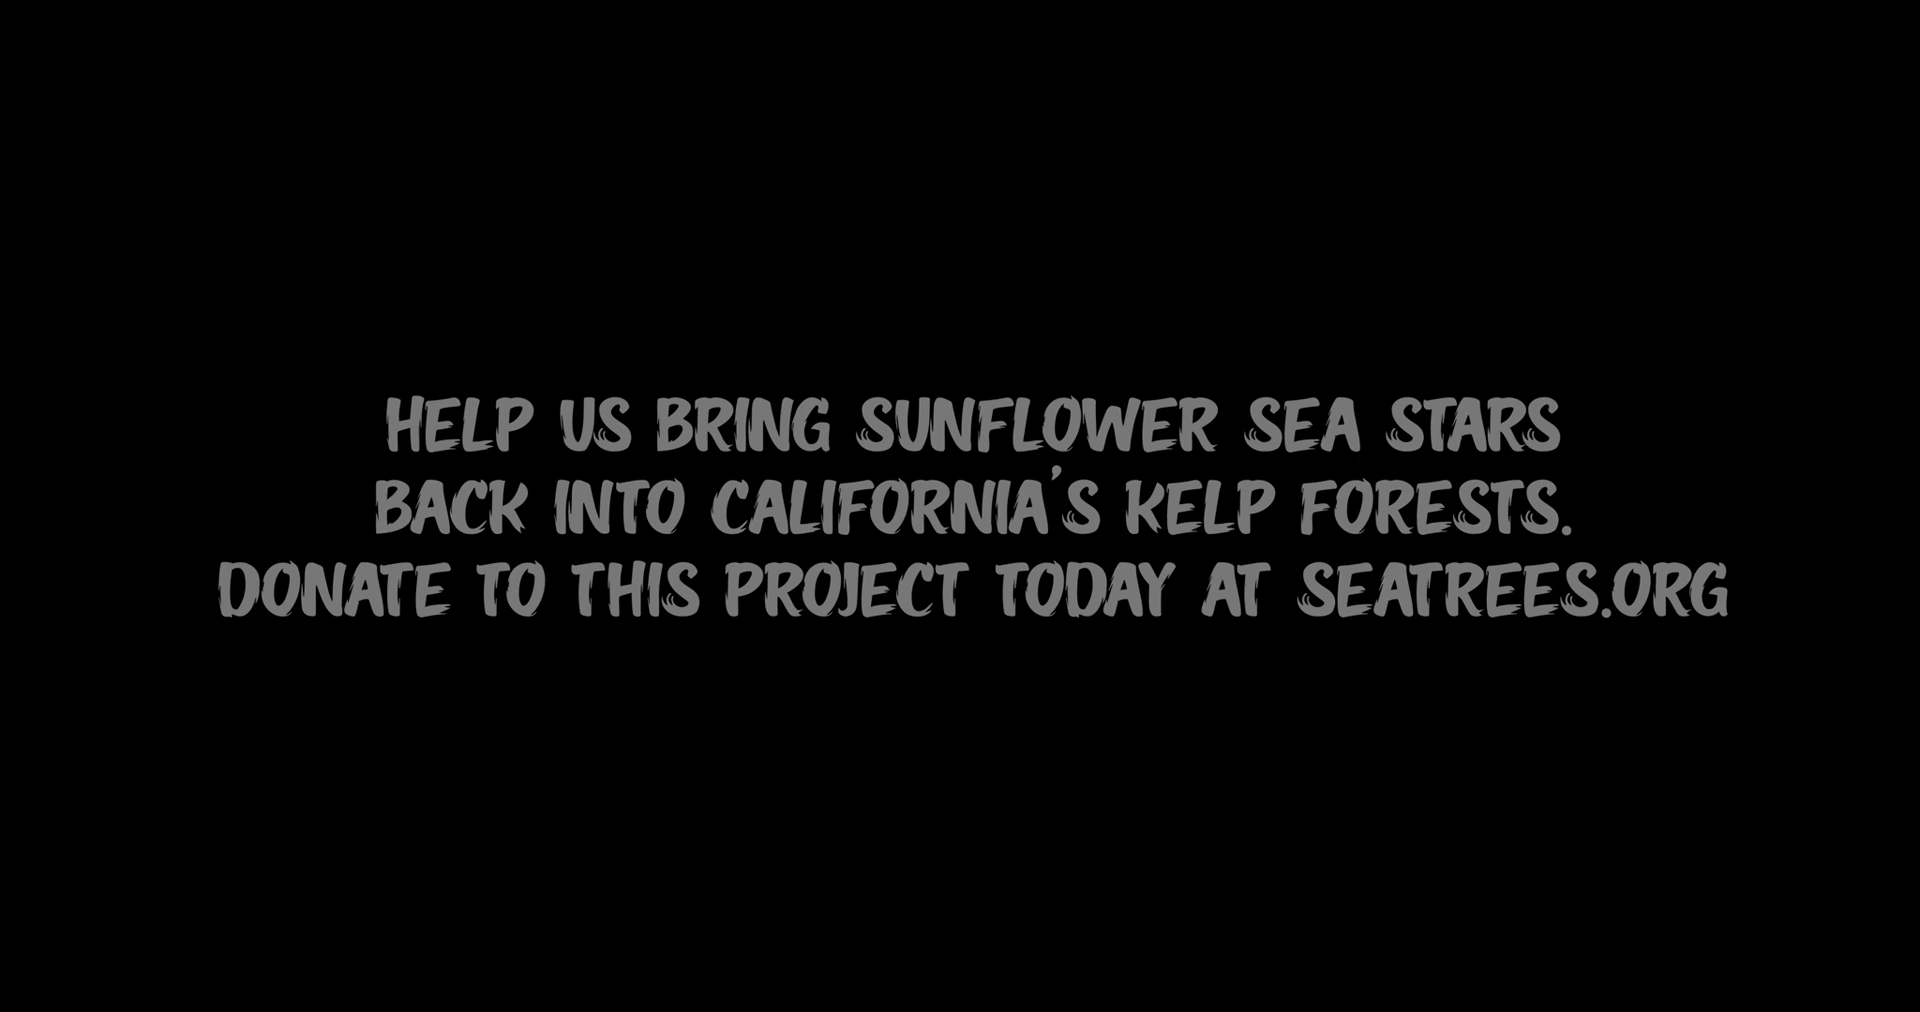 HELP US BRING SUNFLOWER SEA STARS
BACK INTO CALIFORNIA'S KELP FORESTS.
DONATE TO THIS PROJECT TODAY AT SEATREES.ORG